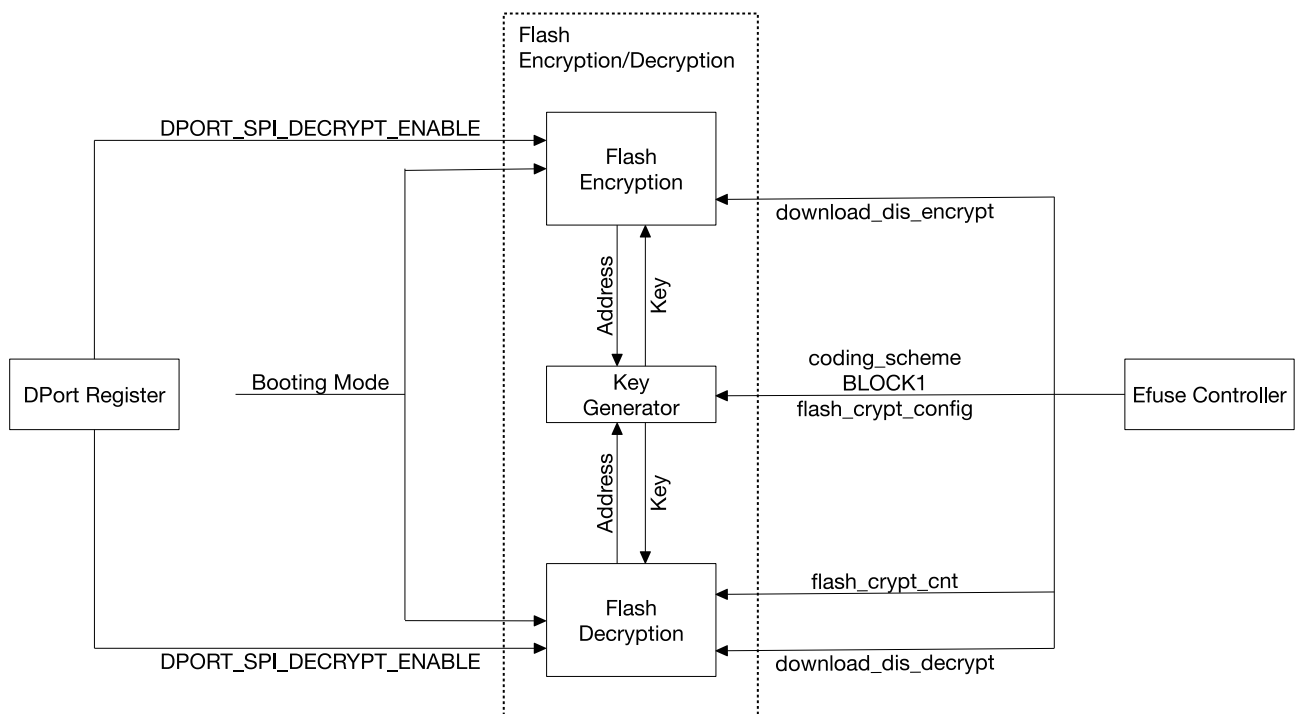 Flash
Encryption/Decryption
DPORT_SPI_DECRYPT_ENABLE
Flash
Encryption
download_dis_encrypt
Address
Key
DPort Register
Booting Mode
Key
Generator
coding_scheme
BLOCK1
flash_crypt_config
Efuse Controller
Address
Key
Flash
Decryption
flash_crypt_cnt
DPORT_SPI_DECRYPT_ENABLE
download_dis_decrypt